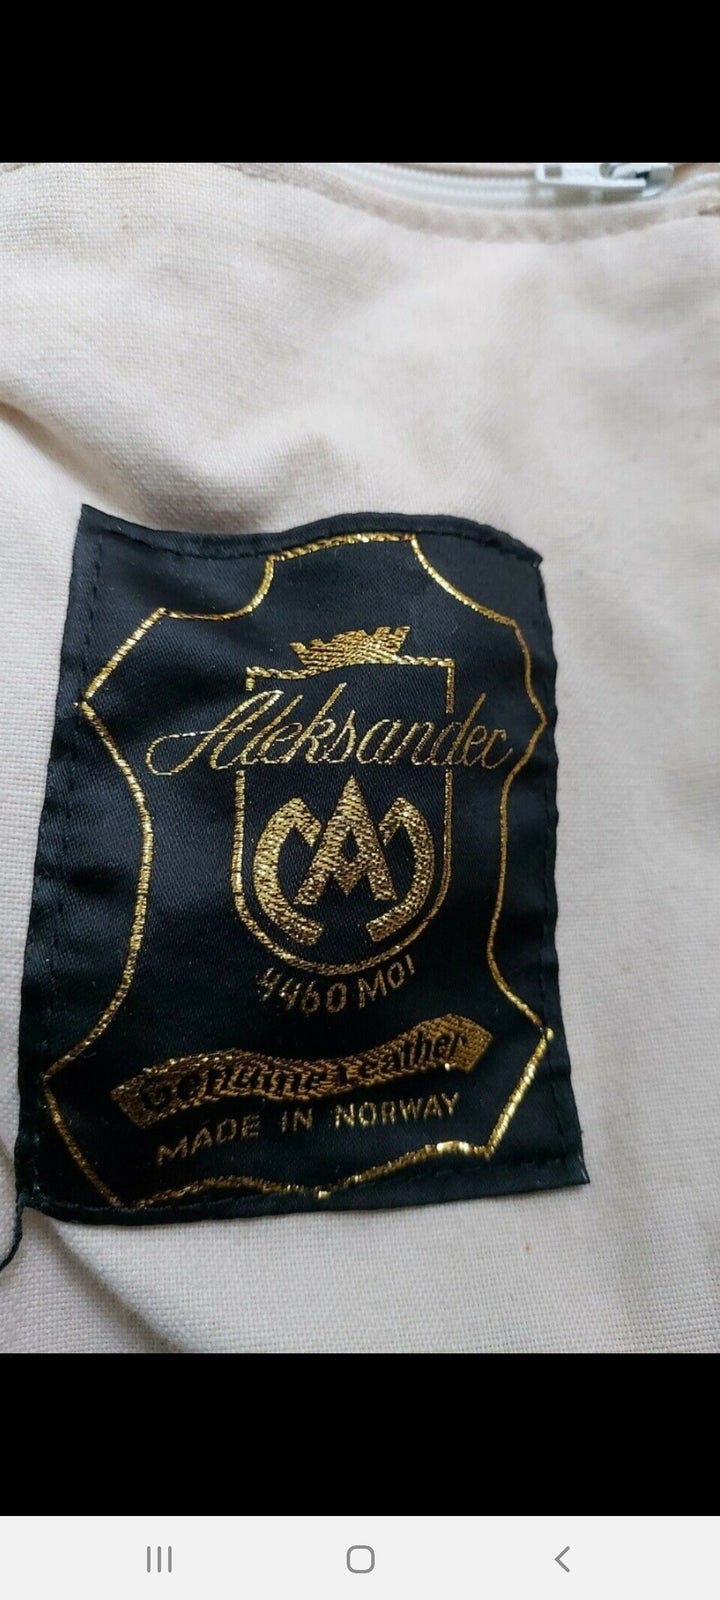 Aleksander
A
4460 MOI
Genuine Leather
MADE IN NORWAY